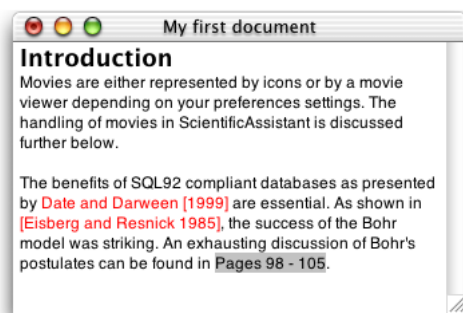 My first document
Introduction
Movies are either represented by icons or by a movie
viewer depending on your preferences settings. The
handling of movies in ScientificAssistant is discussed
further below.
The benefits of SQL92 compliant databases as presented
by Date and Darween [1999] are essential. As shown in
[Eisberg and Resnick 1985], the success of the Bohr
model was striking. An exhausting discussion of Bohr's
postulates can be found in Pages 98 - 105.